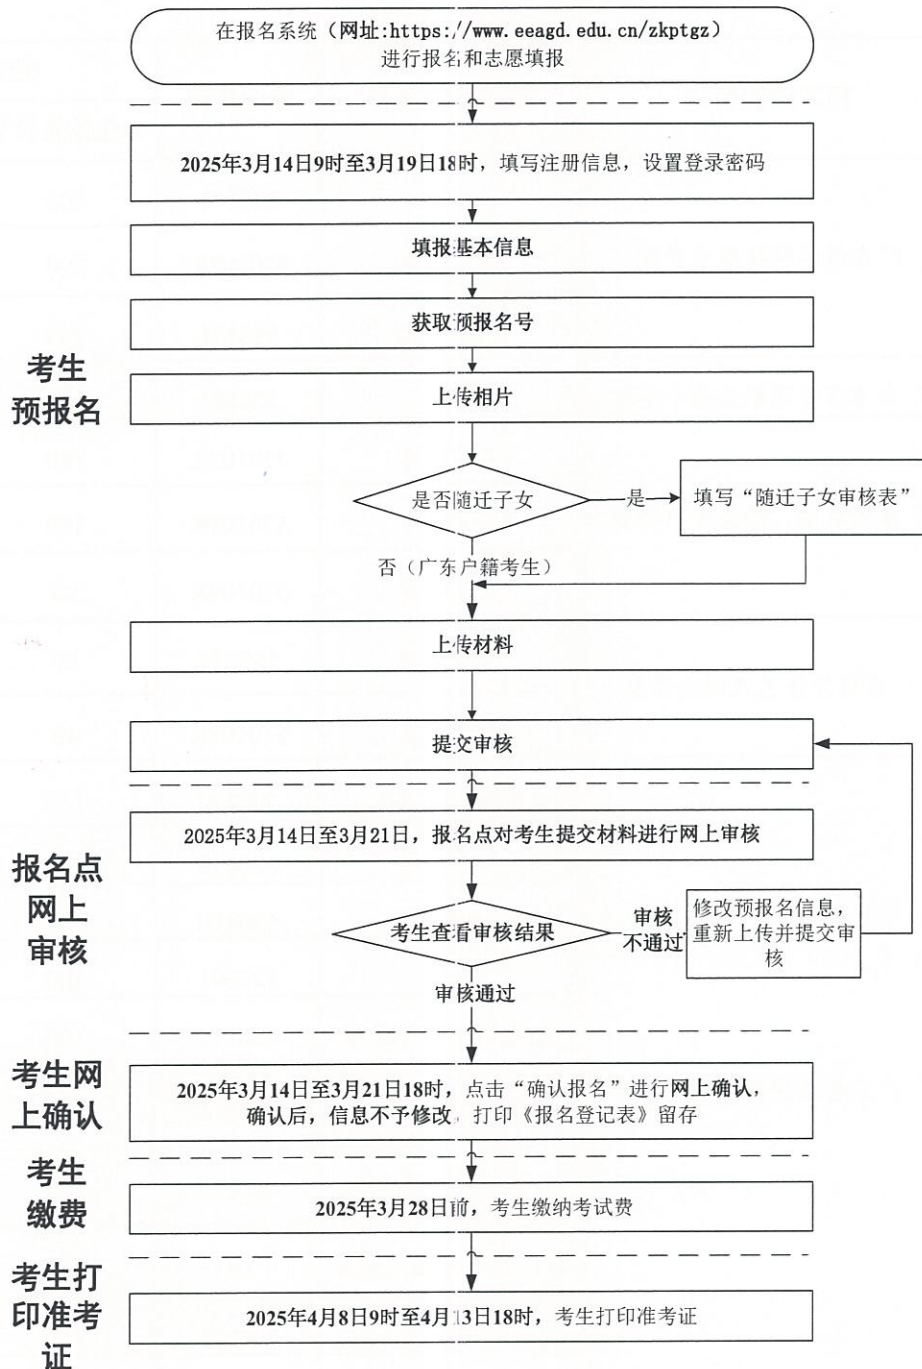 在报名系统（网址:https://www.eeagd.edu.cn/zkptgz）
进行报名和志愿填报
2025年3月14日9时至3月19日18时，填写注册信息，设置登录密码
填报基本信息
获取预报名号
考生
预报名
上传相片
是否随迁子女
是
填写“随迁子女审核表”
否（广东户籍考生）
上传材料
提交审核
2025年3月14日至3月21日，报名点对考生提交材料进行网上审核
报名点
网上
审核
考生查看审核结果
审核
不通过
修改预报名信息，
重新上传并提交审
核
审核通过
考生网
上确认
2025年3月14日至3月21日18时，点击“确认报名”进行网上确认，
确认后，信息不予修改，打印《报名登记表》留存
考生
缴费
2025年3月28日前，考生缴纳考试费
考生打
印准考
证
2025年4月8日9时至4月13日18时，考生打印准考证